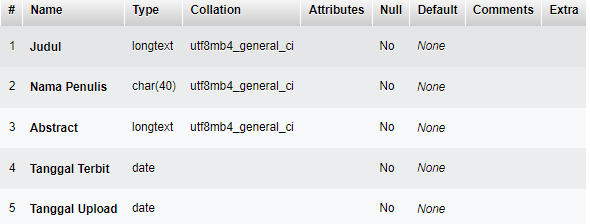 # Name Type Collation Attributes Null Default Comments Extra
1 Judul longtext utf8mb4_general_ci No None
2 Nama Penulis char(40) utf8mb4_general_ci No None
3 Abstract longtext utf8mb4_general_ci No None
4 Tanggal Terbit date No None
5 Tanggal Upload date No None